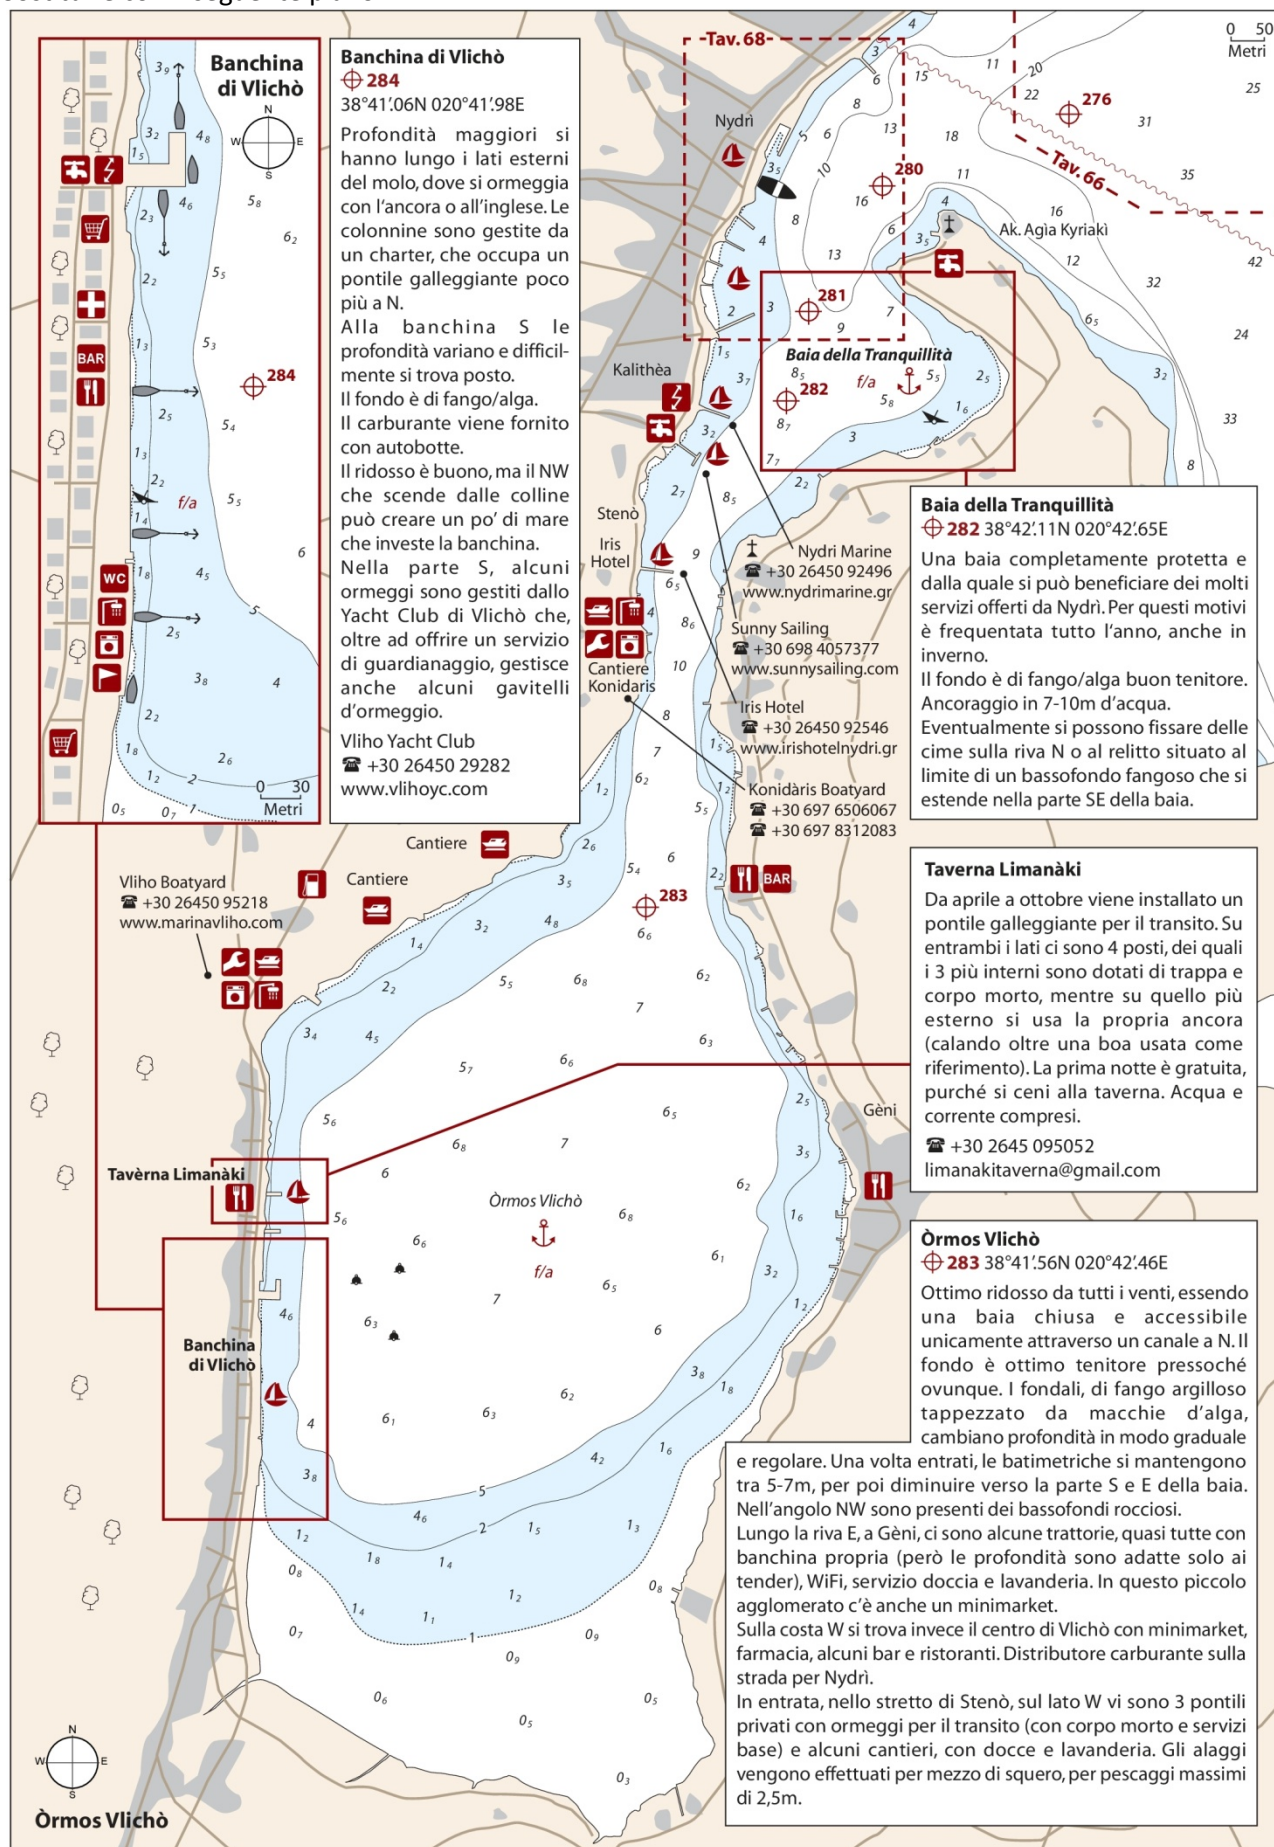 Banchina
di Vlichò
N
W
E
S
284
f/a
BAR
WC
0 30
Metri
Banchina di Vlichò
284
38°41'.06N 020°41'.98E
Profondità maggiori si
hanno lungo i lati esterni
del molo, dove si ormeggia
con l'ancora o all'inglese. Le
colonnine sono gestite da
un charter, che occupa un
pontile galleggiante poco
più a N.
Alla banchina S le
profondità variano e difficil-
mente si trova posto.
Il fondo è di fango/alga.
Il carburante viene fornito
con autobotte.
Il ridosso è buono, ma il NW
che scende dalle colline
può creare un po' di mare
che investe la banchina.
Nella parte S, alcuni
ormeggi sono gestiti dallo
Yacht Club di Vlichò che,
oltre ad offrire un servizio
di guardianaggio, gestisce
anche alcuni gavitelli
d'ormeggio.
Vliho Yacht Club
+30 26450 29282
www.vlihoyc.com
Tav. 68
0 50
Metri
Nydrì
276
280
Tav. 66
Ak. Agìa Kyriakì
281
Baia della Tranquillità
f/a
282
Kalithèa
Stenò
Iris
Hotel
Cantiere
Konidaris
Nydri Marine
+30 26450 92496
www.nydrimarine.gr
Sunny Sailing
+30 698 4057377
www.sunnysailing.com
Iris Hotel
+30 26450 92546
www.irishotelnydri.gr
Konidàris Boatyard
+30 697 6506067
+30 697 8312083
Baia della Tranquillità
282 38°42'.11N 020°42'.65E
Una baia completamente protetta e
dalla quale si può beneficiare dei molti
servizi offerti da Nydrì. Per questi motivi
è frequentata tutto l'anno, anche in
inverno.
Il fondo è di fango/alga buon tenitore.
Ancoraggio in 7-10m d'acqua.
Eventualmente si possono fissare delle
cime sulla riva N o al relitto situato al
limite di un bassofondo fangoso che si
estende nella parte SE della baia.
Cantiere
Cantiere
Vliho Boatyard
+30 26450 95218
www.marinavliho.com
283
BAR
Taverna Limanàki
Da aprile a ottobre viene installato un
pontile galleggiante per il transito. Su
entrambi i lati ci sono 4 posti, dei quali
i 3 più interni sono dotati di trappa e
corpo morto, mentre su quello più
esterno si usa la propria ancora
(calando oltre una boa usata come
riferimento). La prima notte è gratuita,
purché si ceni alla taverna. Acqua e
corrente compresi.
+30 2645 095052
limanakitaverna@gmail.com
Gèni
Tavèrna Limanàki
Òrmos Vlichò
f/a
Banchina
di Vlichò
Òrmos Vlichò
283 38°41'.56N 020°42'.46E
Ottimo ridosso da tutti i venti, essendo
una baia chiusa e accessibile
unicamente attraverso un canale a N. Il
fondo è ottimo tenitore pressoché
ovunque. I fondali, di fango argilloso
tappezzato da macchie d'alga,
cambiano profondità in modo graduale
e regolare. Una volta entrati, le batimetriche si mantengono
tra 5-7m, per poi diminuire verso la parte S e E della baia.
Nell'angolo NW sono presenti dei bassofondi rocciosi.
Lungo la riva E, a Gèni, ci sono alcune trattorie, quasi tutte con
banchina propria (però le profondità sono adatte solo ai
tender), WiFi, servizio doccia e lavanderia. In questo piccolo
agglomerato c'è anche un minimarket.
Sulla costa W si trova invece il centro di Vlichò con minimarket,
farmacia, alcuni bar e ristoranti. Distributore carburante sulla
strada per Nydrì.
In entrata, nello stretto di Stenò, sul lato W vi sono 3 pontili
privati con ormeggi per il transito (con corpo morto e servizi
base) e alcuni cantieri, con docce e lavanderia. Gli alaggi
vengono effettuati per mezzo di squero, per pescaggi massimi
di 2,5m.
N
W
E
S
Òrmos Vlichò